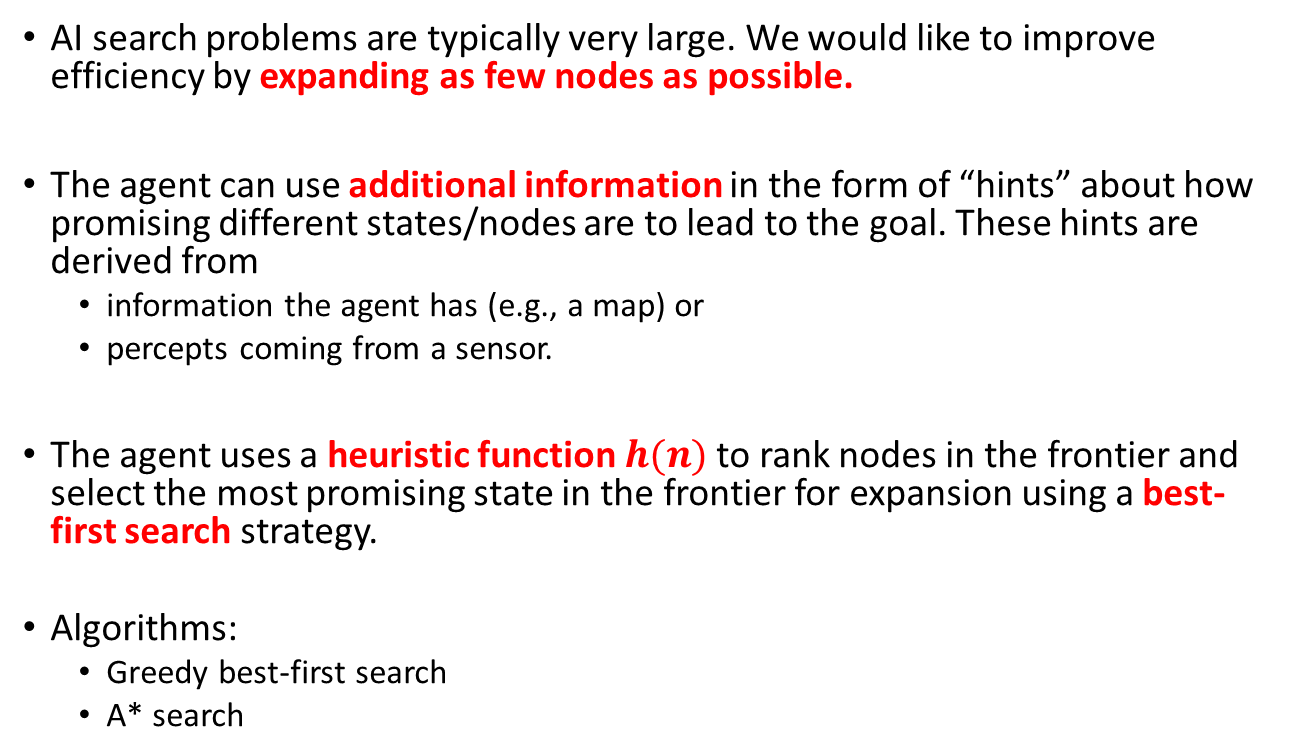 • AI search problems are typically very large. We would like to improve
efficiency by expanding as few nodes as possible.
• The agent can use additional information in the form of “hints” about how
promising different states/nodes are to lead to the goal. These hints are
derived from
• information the agent has (e.g., a map) or
• percepts coming from a sensor.
• The agent uses a heuristic function h(n) to rank nodes in the frontier and
select the most promising state in the frontier for expansion using a best-
first search strategy.
• Algorithms:
• Greedy best-first search
• A* search